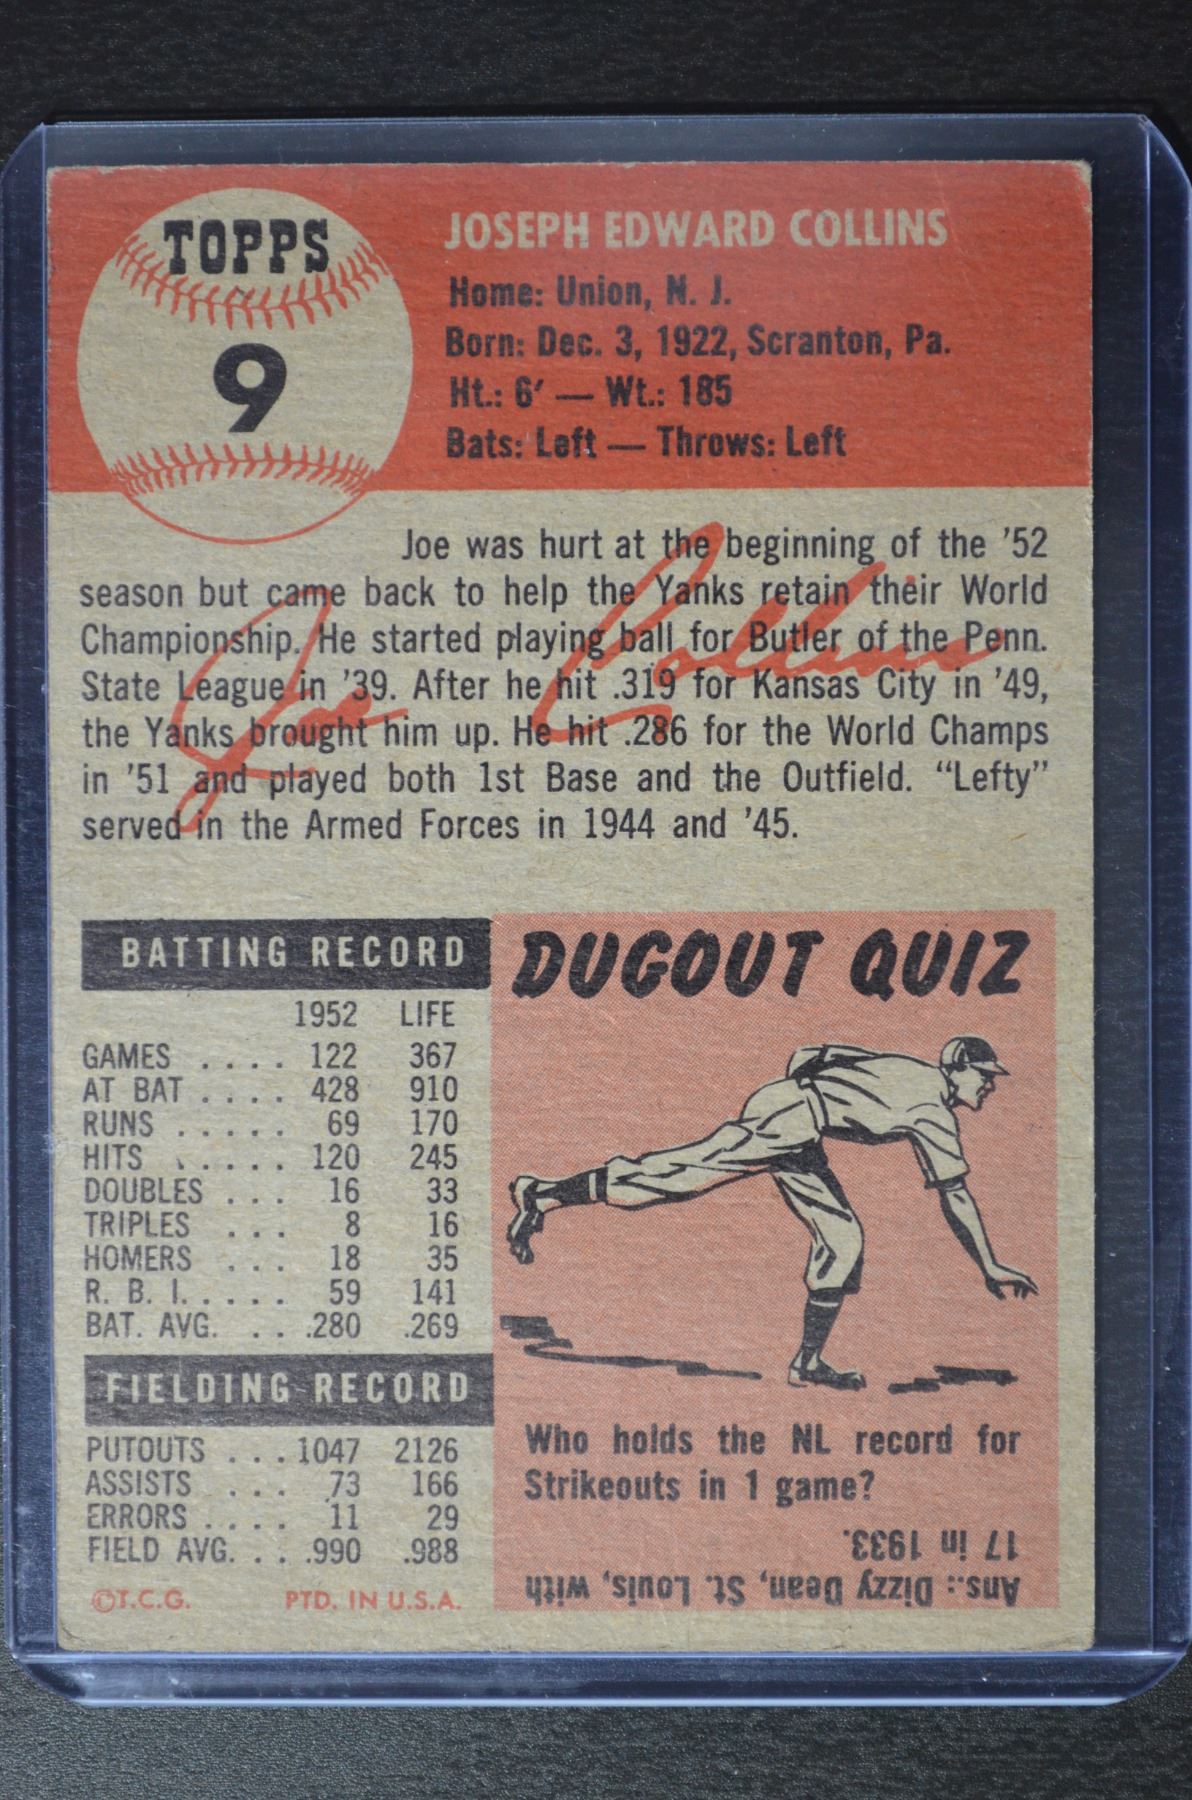 TOPPS
9
JOSEPH EDWARD COLLINS
Home: Union, N. J.
Born: Dec. 3, 1922, Scranton, Pa.
Ht.: 6′ — Wt.: 185
Bats: Left — Throws: Left
Joe was hurt at the beginning of the ’52
season but came back to help the Yanks retain their World
Championship. He started playing ball for Butler of the Penn.
State League in ’39. After he hit .319 for Kansas City in ’49,
the Yanks brought him up. He hit .286 for the World Champs
in ’51 and played both 1st Base and the Outfield. “Lefty”
served in the Armed Forces in 1944 and ’45.
Joe Collins
BATTING RECORD
1952 LIFE
GAMES .... 122 367
AT BAT .... 428 910
RUNS ..... 69 170
HITS ..... 120 245
DOUBLES ... 16 33
TRIPLES ... 8 16
HOMERS ... 18 35
R. B. I. .... 59 141
BAT. AVG. ... .280 .269
FIELDING RECORD
PUTOUTS ... 1047 2126
ASSISTS .... 73 166
ERRORS .... 11 29
FIELD AVG. ... .990 .988
©T.C.G. PTD. IN U.S.A.
DUGOUT QUIZ
Who holds the NL record for
Strikeouts in 1 game?
Ans.: Dizzy Dean, St. Louis, with
17 in 1933.